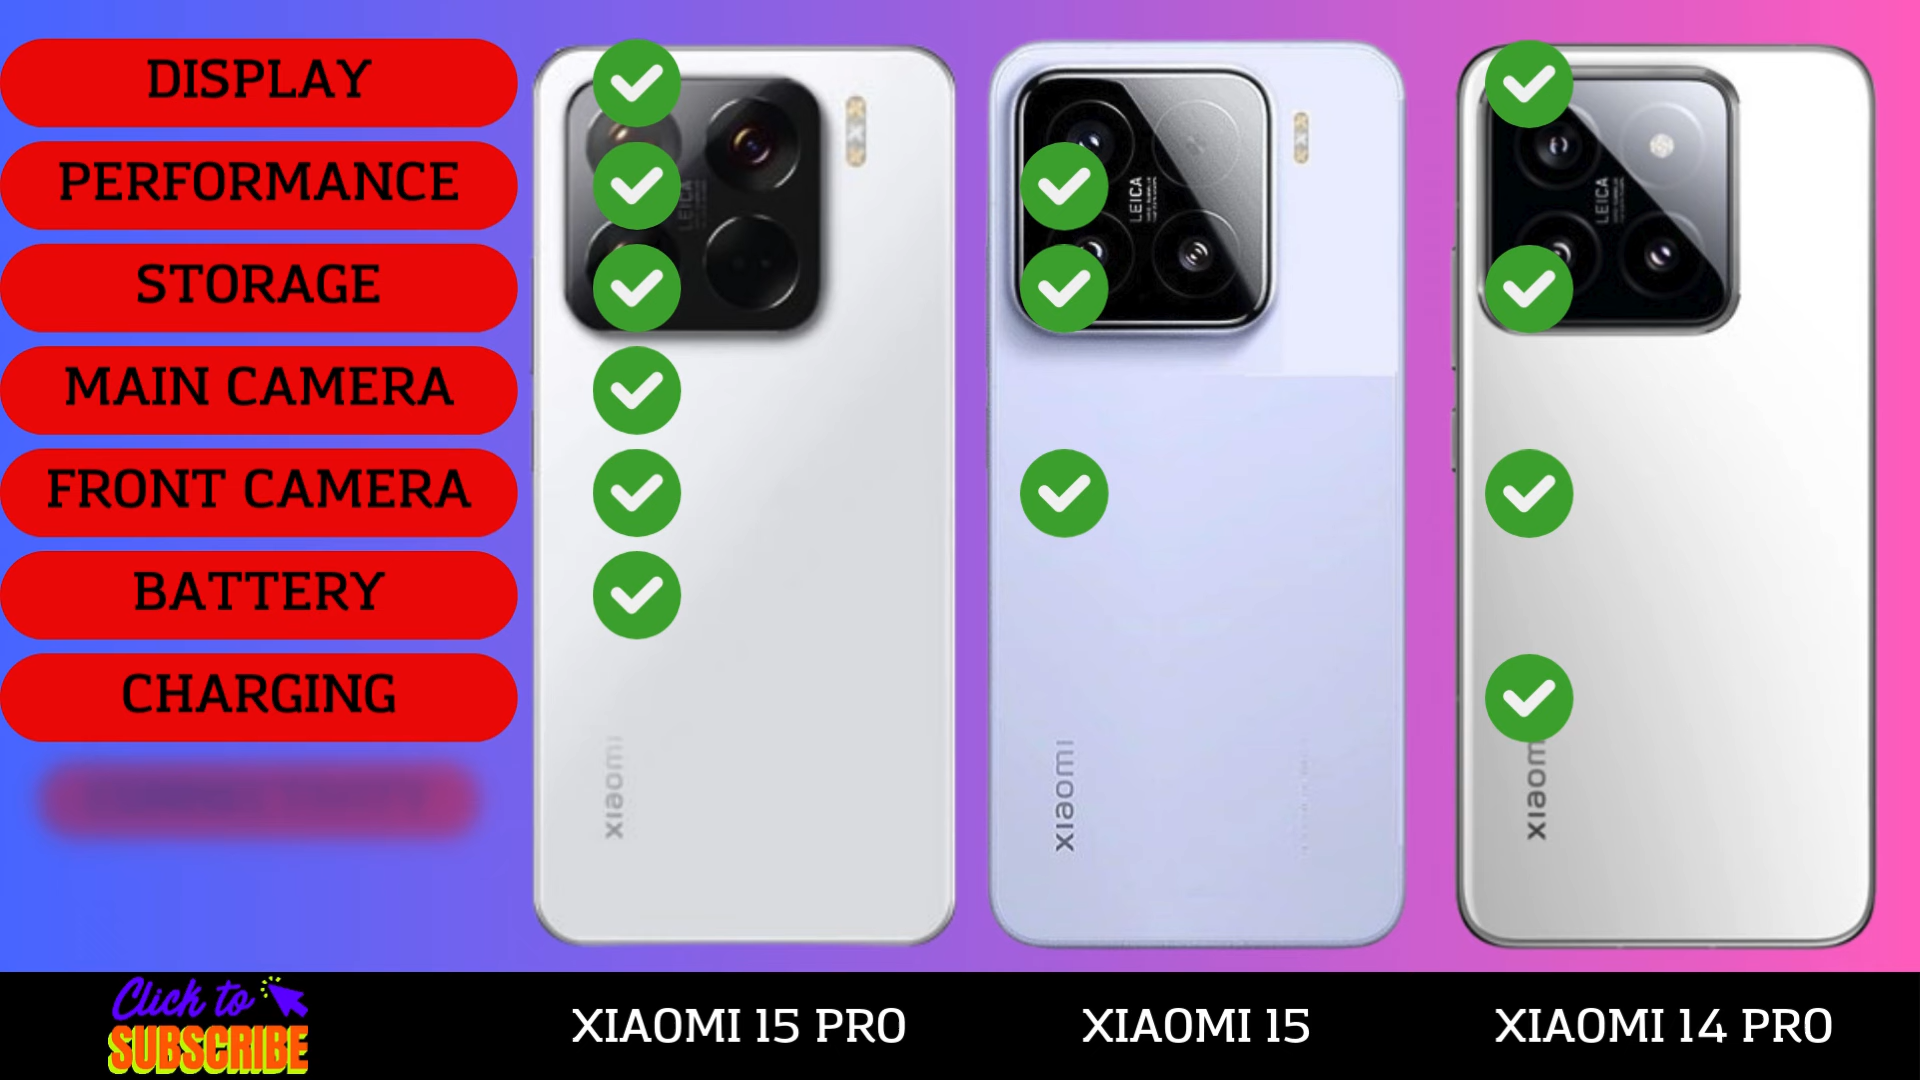 DISPLAY
PERFORMANCE
STORAGE
MAIN CAMERA
FRONT CAMERA
BATTERY
CHARGING
LEICA
LEICA
LEICA
xiaomi
xiaomi
xiaomi
Click to
SUBSCRIBE
XIAOMI 15 PRO
XIAOMI 15
XIAOMI 14 PRO